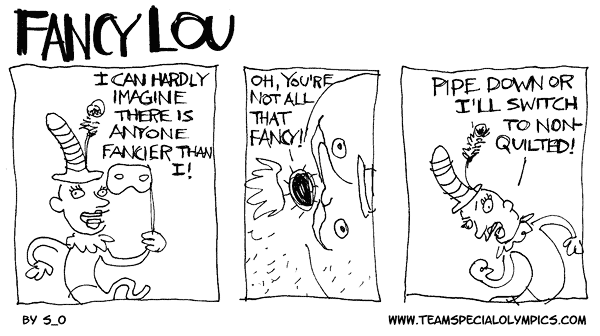 FANCY LOU
I CAN HARDLY
IMAGINE
THERE IS
ANYONE
FANCIER THAN
I!
OH, YOU'RE
NOT ALL
THAT
FANCY!
PIPE DOWN OR
I'LL SWITCH
TO NON-
QUILTED!
BY S_O
WWW.TEAMSPECIALOLYMPICS.COM